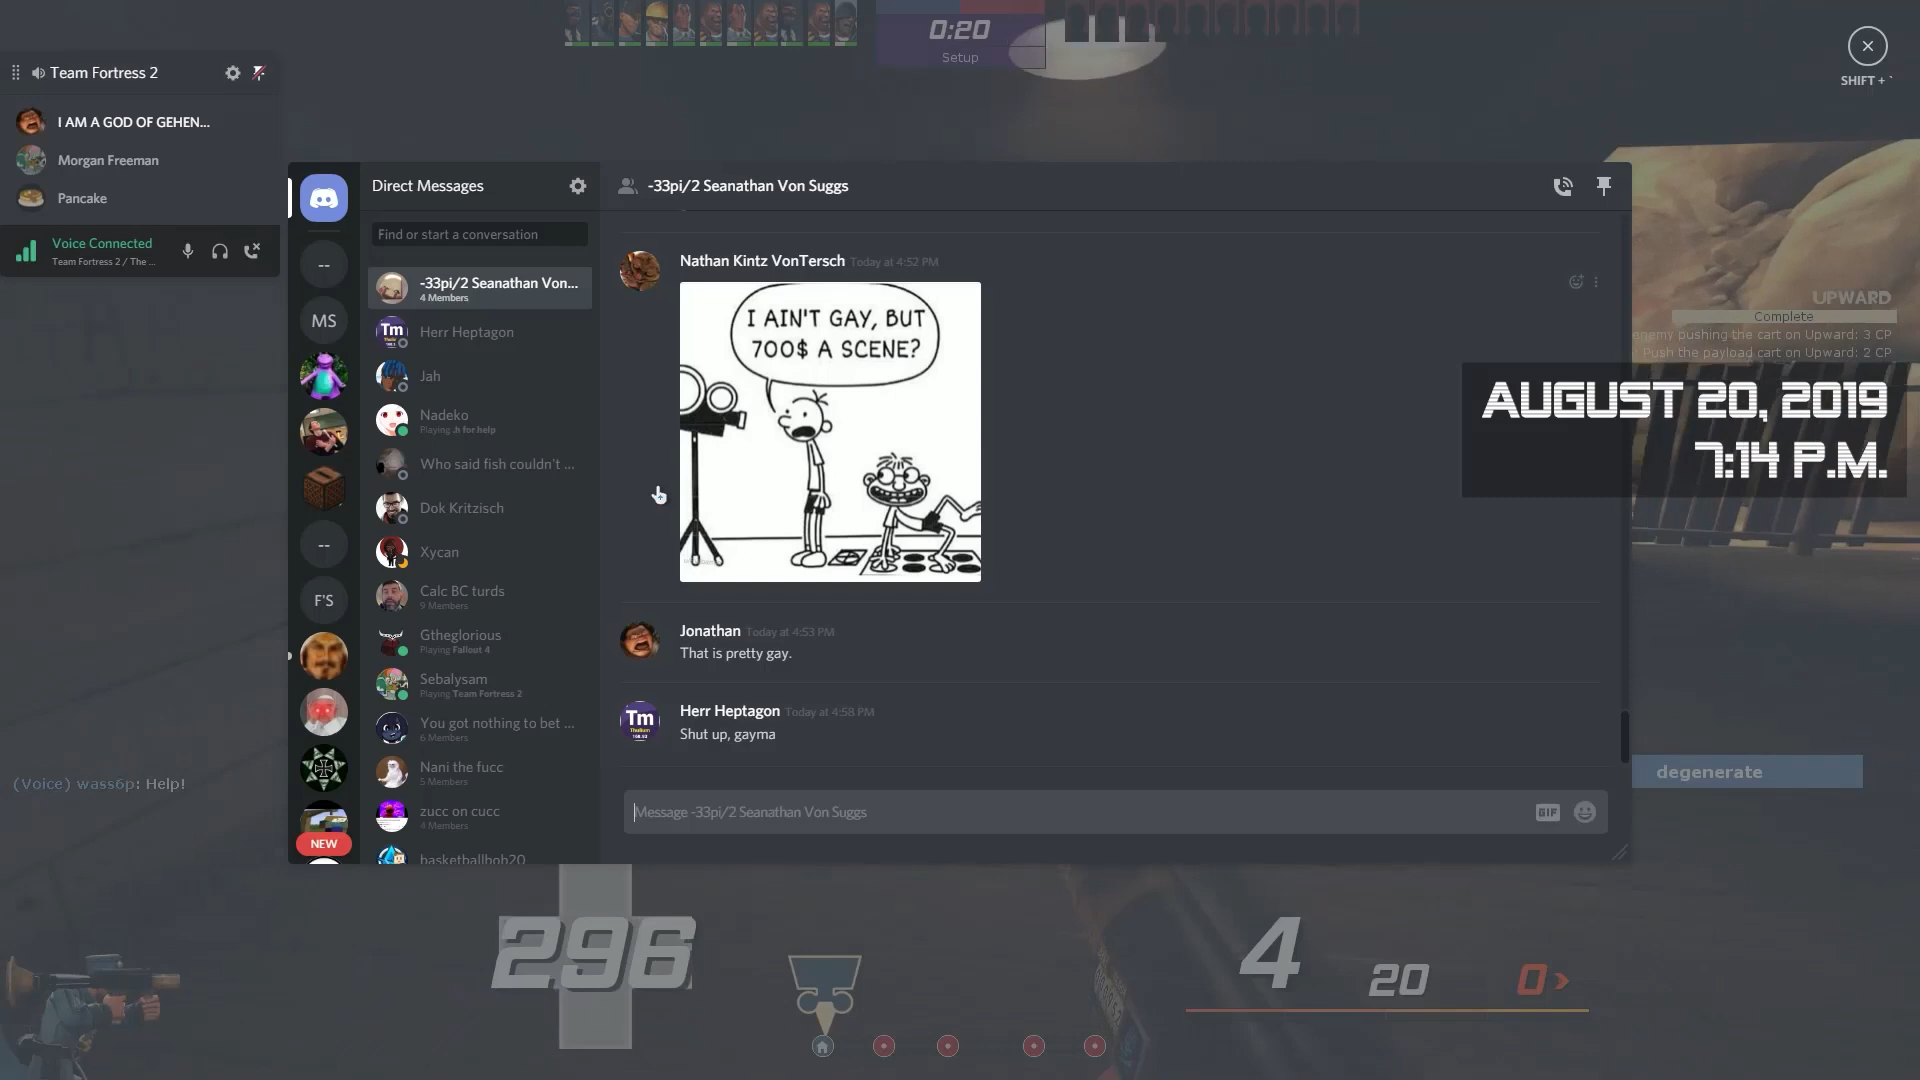 0:20
Setup
SHIFT + `
Team Fortress 2
I AM A GOD OF GEHEN...
Morgan Freeman
Pancake
Voice Connected
Team Fortress 2 / The ...
Direct Messages
Find or start a conversation
-33pi/2 Seanathan Von...
4 Members
Herr Heptagon
Jah
Nadeko
Playing .h for help
Who said fish couldn't ...
Dok Kritzisch
Xycan
Calc BC turds
9 Members
Gtheglorious
Playing Fallout 4
Sebalysam
Playing Team Fortress 2
You got nothing to bet ...
6 Members
Nani the fucc
5 Members
zucc on cucc
4 Members
basketballbob20
--
MS
--
F'S
NEW
-33pi/2 Seanathan Von Suggs
Nathan Kintz VonTersch Today at 4:52 PM
I AIN'T GAY, BUT
700$ A SCENE?
Jonathan Today at 4:53 PM
That is pretty gay.
Tm
Herr Heptagon Today at 4:58 PM
Shut up, gayma
Message -33pi/2 Seanathan Von Suggs
GIF
UPWARD
Complete
enemy pushing the cart on Upward: 3 CP
Push the payload cart on Upward: 2 CP
AUGUST 20, 2019
7:14 P.M.
degenerate
(Voice) wass6p: Help!
296
4
20
0>